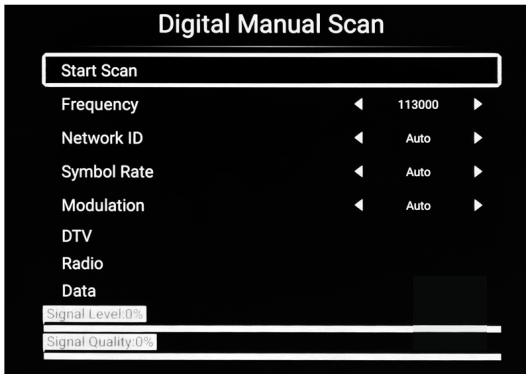 Digital Manual Scan
Start Scan
Frequency 113000
Network ID Auto
Symbol Rate Auto
Modulation Auto
DTV
Radio
Data
Signal Level:0%
Signal Quality:0%